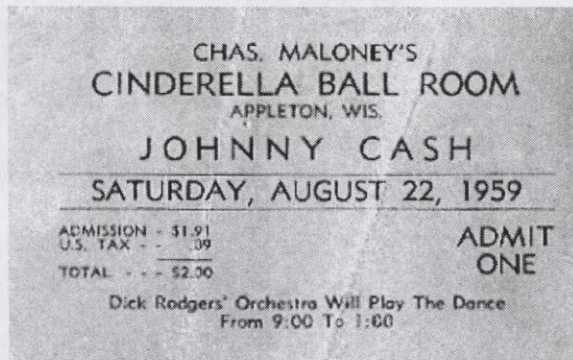 CHAS. MALONEY'S
CINDERELLA BALL ROOM
APPLETON, WIS.
JOHNNY CASH
SATURDAY, AUGUST 22, 1959
ADMISSION - $1.91
U.S. TAX - - .09
TOTAL - - - $2.00
ADMIT
ONE
Dick Rodgers' Orchestra Will Play The Dance
From 9:00 To 1:00